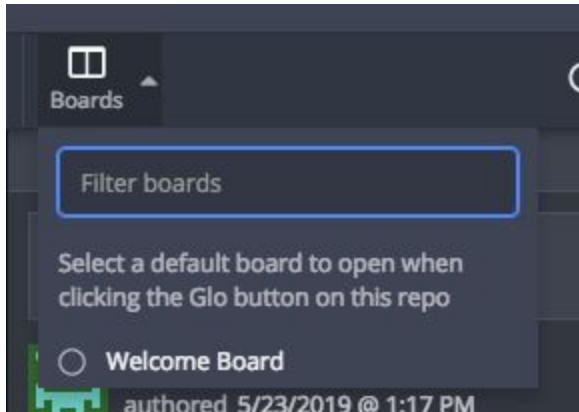 Boards
Filter boards
Select a default board to open when
clicking the Glo button on this repo
Welcome Board
authored 5/23/2019 @ 1:17 PM